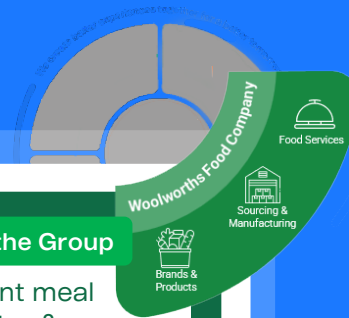 Woolworths Food Company
Food Services
Sourcing &
Manufacturing
Brands &
Products
the Group
nt meal
&